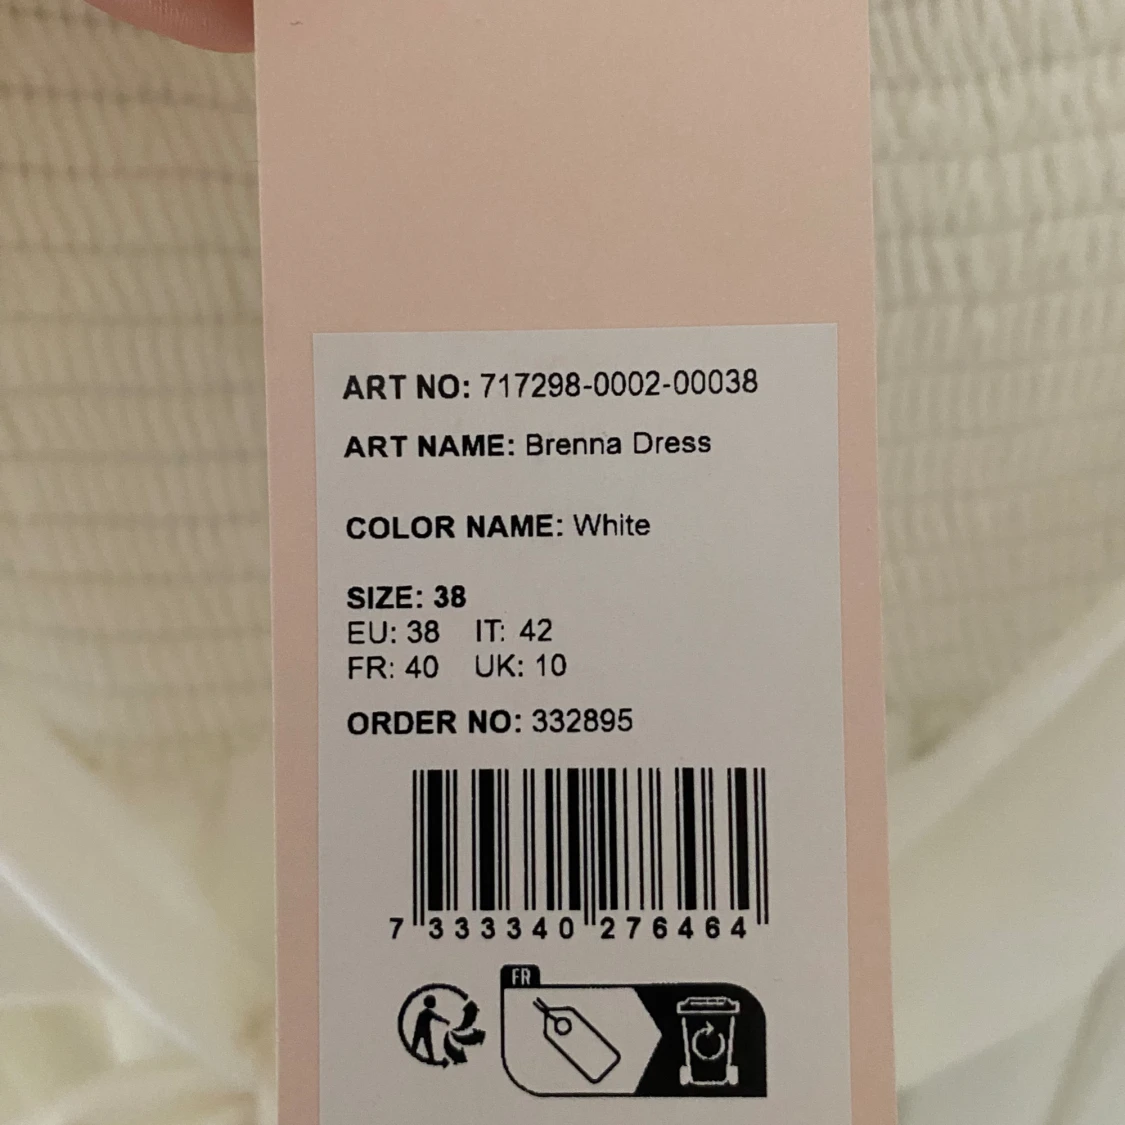 ART NO: 717298-0002-00038
ART NAME: Brenna Dress
COLOR NAME: White
SIZE: 38
EU: 38 IT: 42
FR: 40 UK: 10
ORDER NO: 332895
7 333340 276464
FR